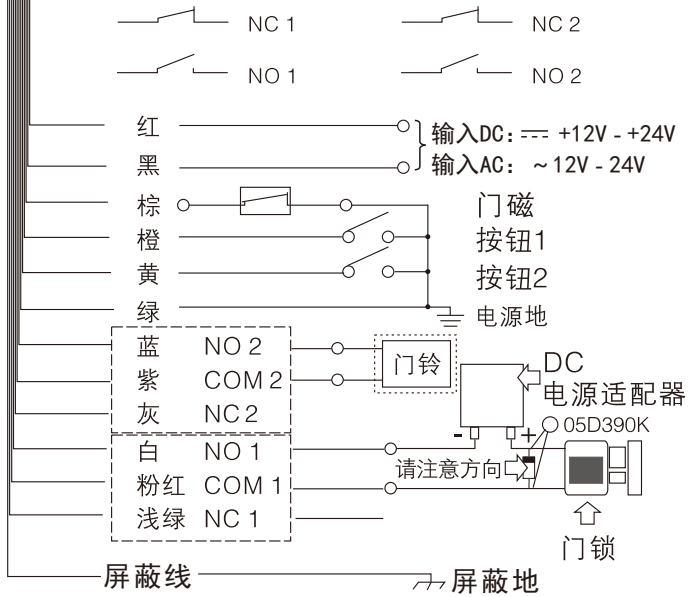 NC 1 NC 2
NO 1 NO 2
红
输入DC: +12V - +24V
黑
输入AC: ~12V - 24V
棕 门磁
橙 按钮1
黄 按钮2
绿 电源地
蓝 NO 2 门铃
紫 COM 2
DC
电源适配器
灰 NC 2
05D390K
- +
白 NO 1
请注意方向
粉红 COM 1
浅绿 NC 1
门锁
屏蔽线 屏蔽地